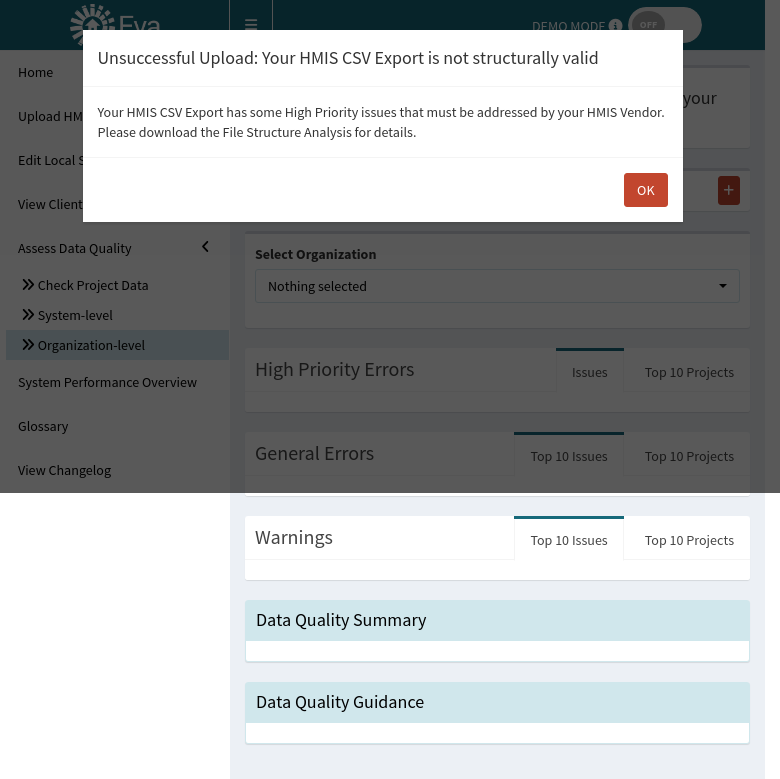 Eva
DEMO MODE
OFF
Unsuccessful Upload: Your HMIS CSV Export is not structurally valid
Your HMIS CSV Export has some High Priority issues that must be addressed by your HMIS Vendor.
Please download the File Structure Analysis for details.
OK
Home
Upload HM
Edit Local S
View Client
Assess Data Quality
Check Project Data
System-level
Organization-level
System Performance Overview
Glossary
View Changelog
your
Select Organization
Nothing selected
High Priority Errors
Issues
Top 10 Projects
General Errors
Top 10 Issues
Top 10 Projects
Warnings
Top 10 Issues
Top 10 Projects
Data Quality Summary
Data Quality Guidance